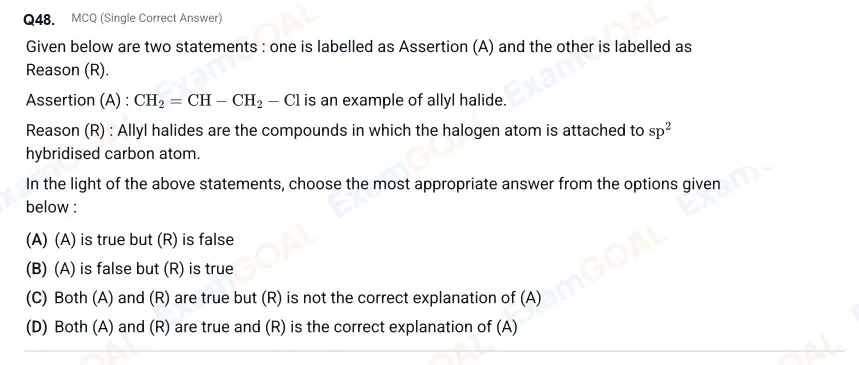 Q48. MCQ (Single Correct Answer)
Given below are two statements : one is labelled as Assertion (A) and the other is labelled as
Reason (R).
Assertion (A) : CH₂ = CH − CH₂ − Cl is an example of allyl halide.
Reason (R) : Allyl halides are the compounds in which the halogen atom is attached to sp²
hybridised carbon atom.
In the light of the above statements, choose the most appropriate answer from the options given
below :
(A) (A) is true but (R) is false
(B) (A) is false but (R) is true
(C) Both (A) and (R) are true but (R) is not the correct explanation of (A)
(D) Both (A) and (R) are true and (R) is the correct explanation of (A)
ExamGOAL
ExamGOAL
ExamGOAL
ExamGOAL